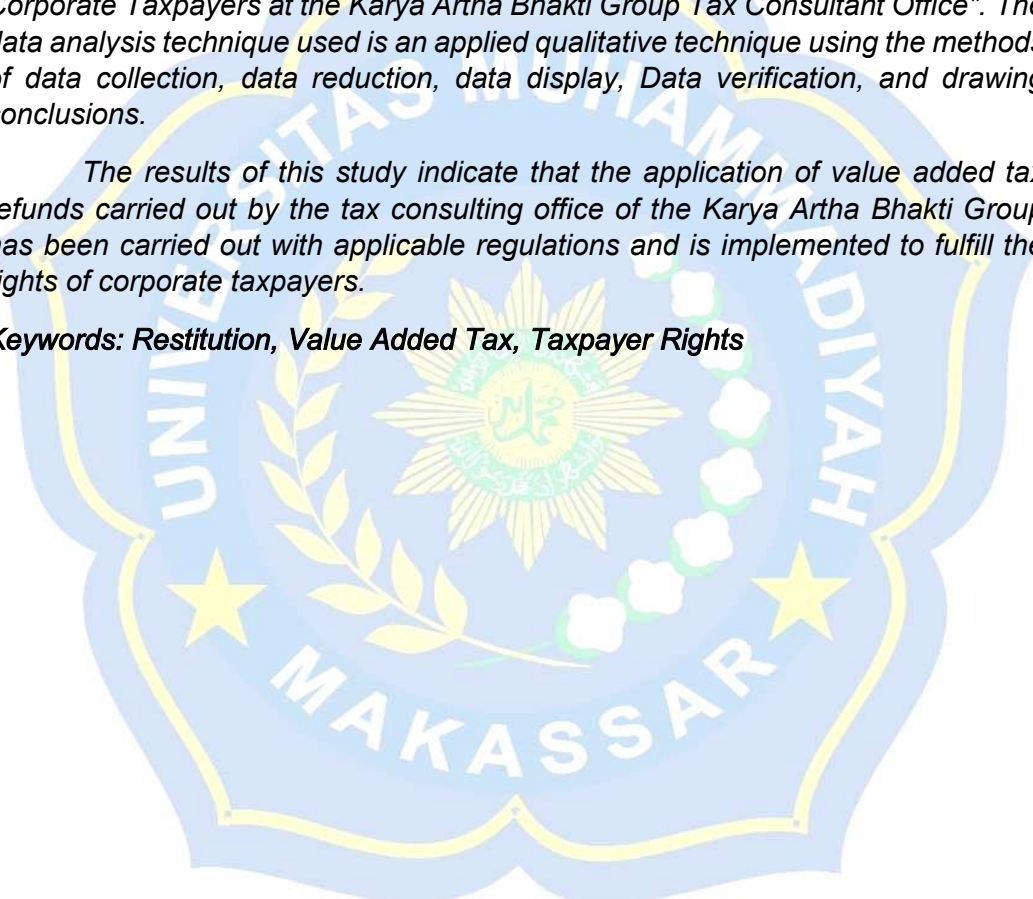 Corporate Taxpayers at the Karya Artha Bhakti Group Tax Consultant Office". The
data analysis technique used is an applied qualitative technique using the methods
of data collection, data reduction, data display, Data verification, and drawing
conclusions.
The results of this study indicate that the application of value added tax
refunds carried out by the tax consulting office of the Karya Artha Bhakti Group
has been carried out with applicable regulations and is implemented to fulfill the
rights of corporate taxpayers.
Keywords: Restitution, Value Added Tax, Taxpayer Rights
UNIVERSITAS MUHAMMADIYAH
MAKASSAR